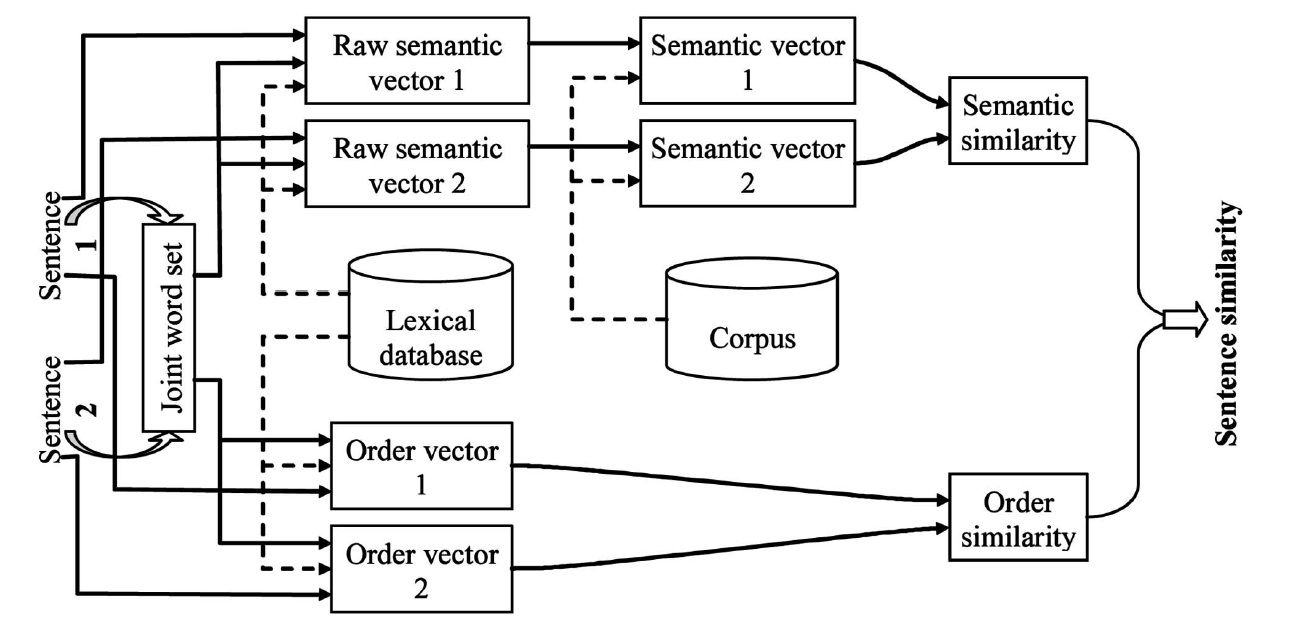 Raw semantic
vector 1
Semantic vector
1
Semantic
similarity
Raw semantic
vector 2
Semantic vector
2
Sentence
1
Sentence
2
Joint word set
Lexical
database
Corpus
Sentence similarity
Order vector
1
Order vector
2
Order
similarity